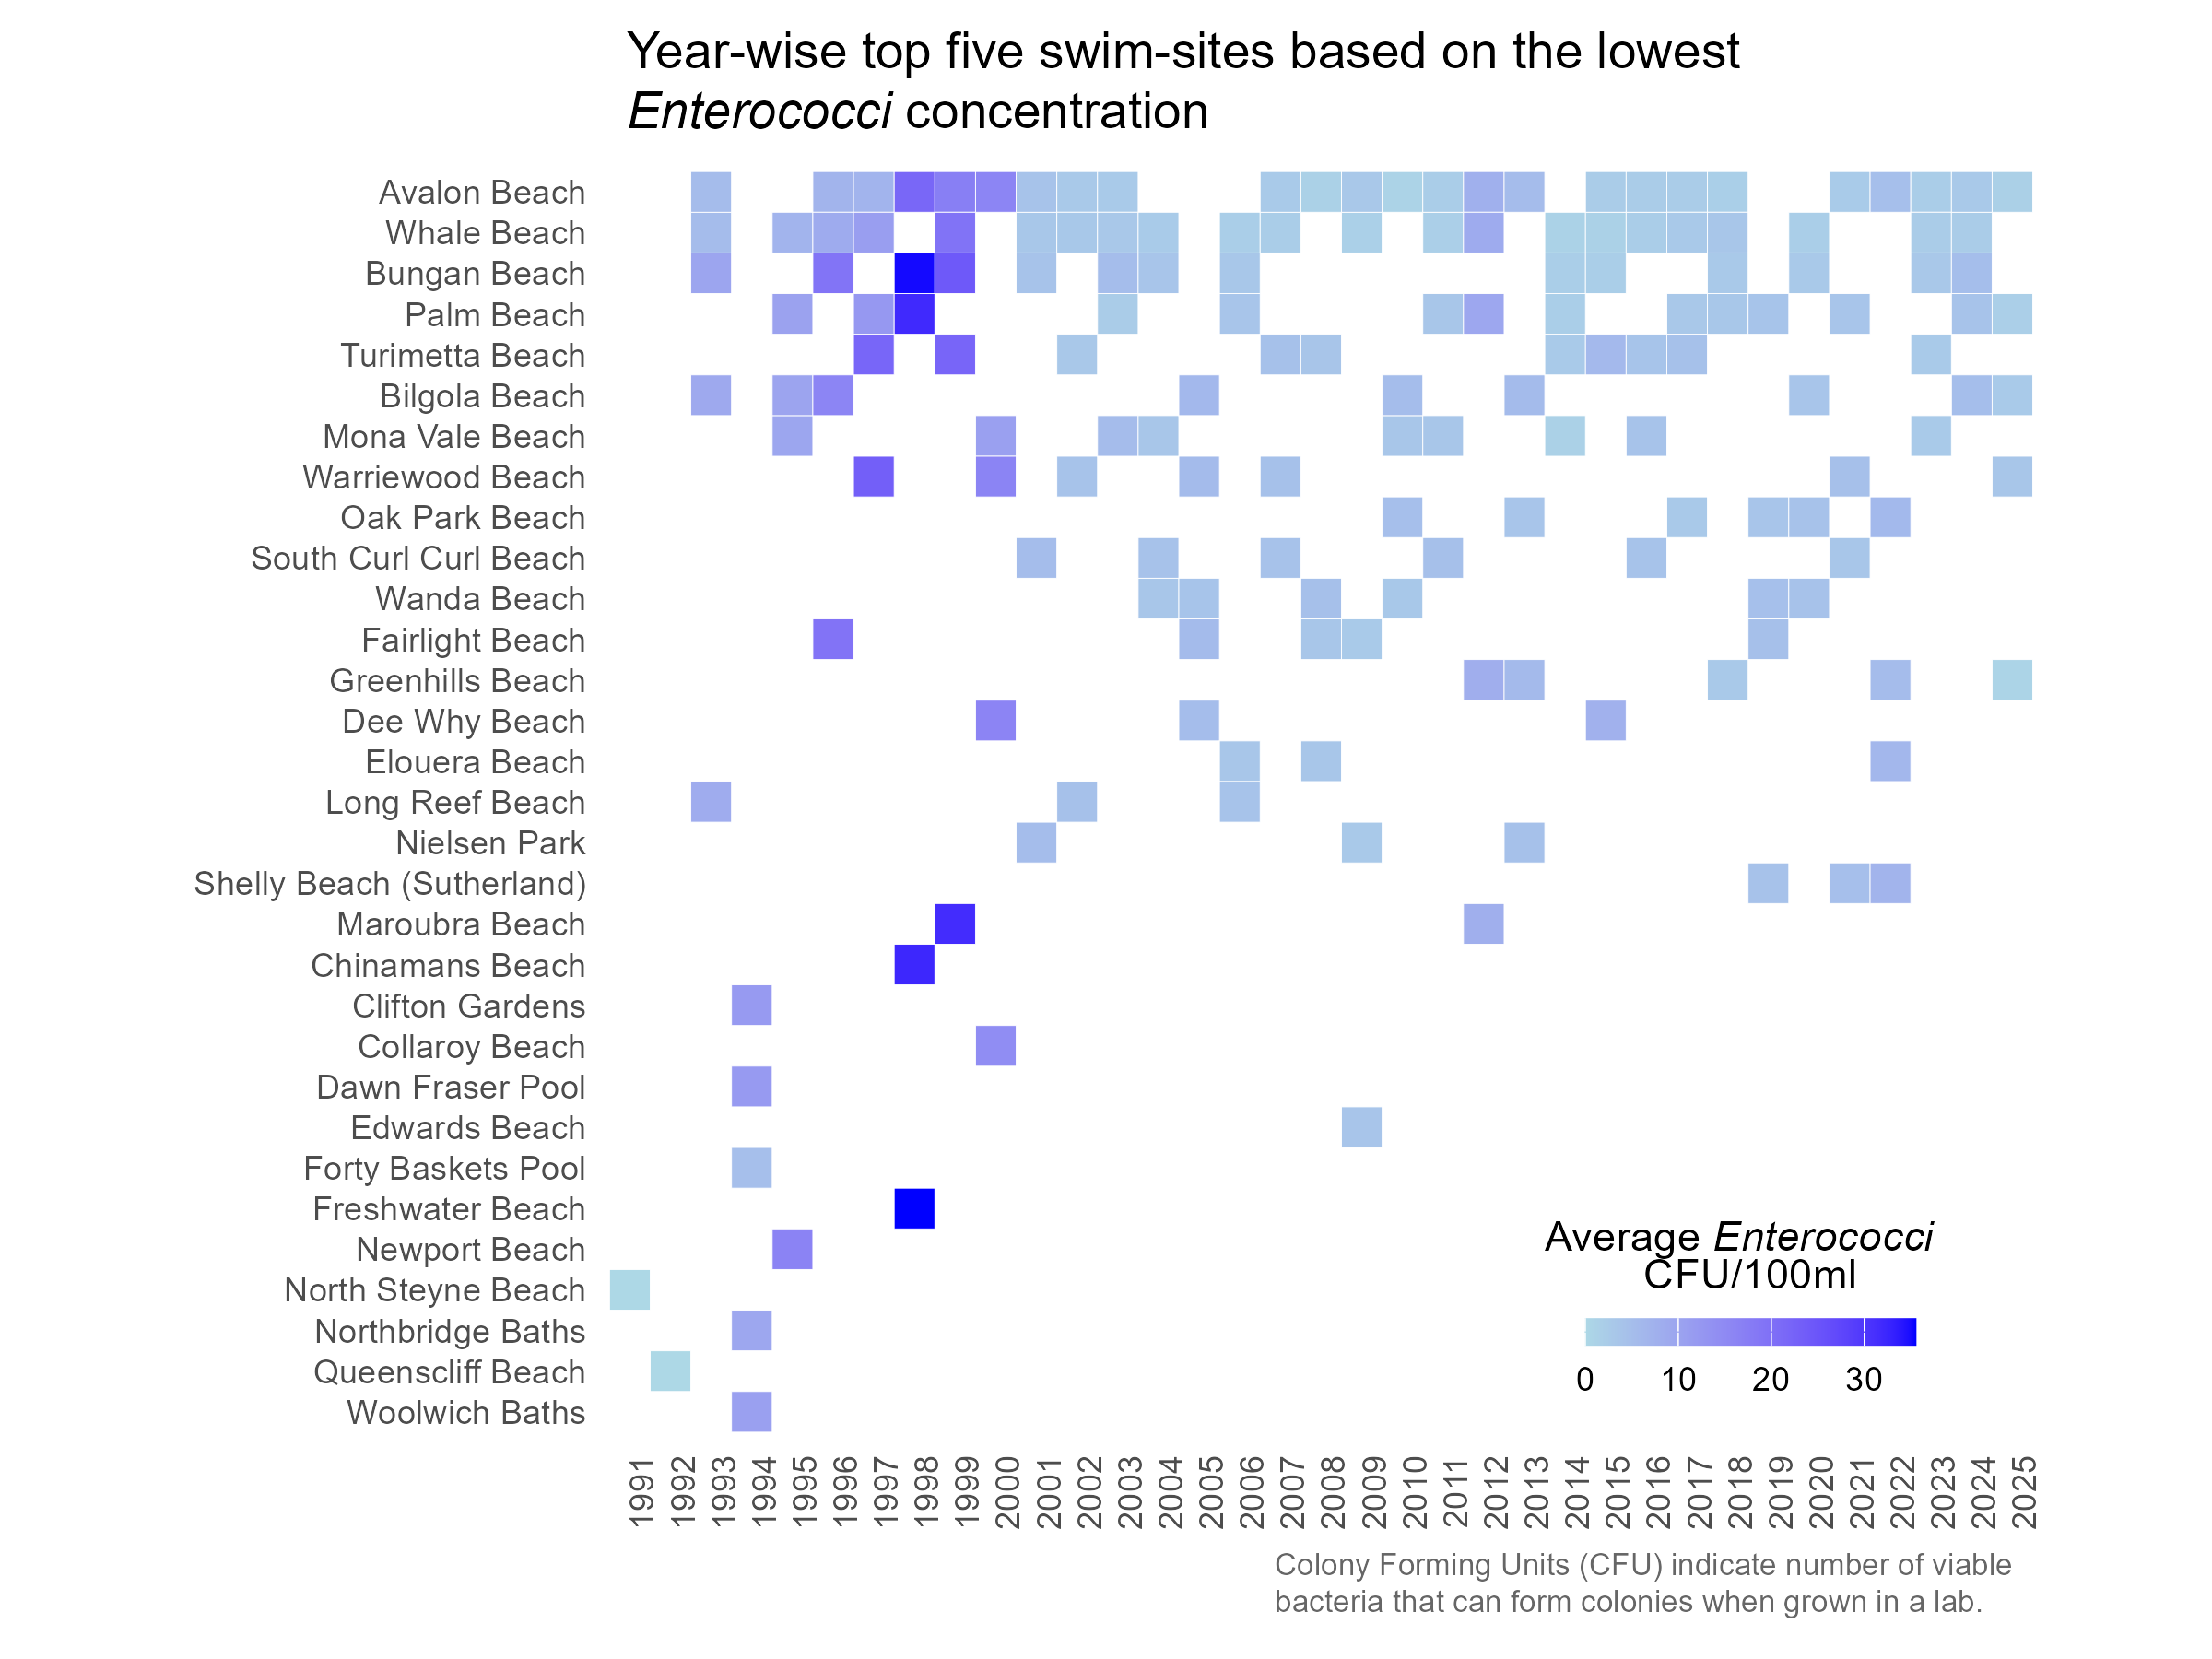 Year-wise top five swim-sites based on the lowest
Enterococci concentration
Avalon Beach
Whale Beach
Bungan Beach
Palm Beach
Turimetta Beach
Bilgola Beach
Mona Vale Beach
Warriewood Beach
Oak Park Beach
South Curl Curl Beach
Wanda Beach
Fairlight Beach
Greenhills Beach
Dee Why Beach
Elouera Beach
Long Reef Beach
Nielsen Park
Shelly Beach (Sutherland)
Maroubra Beach
Chinamans Beach
Clifton Gardens
Collaroy Beach
Dawn Fraser Pool
Edwards Beach
Forty Baskets Pool
Freshwater Beach
Newport Beach
North Steyne Beach
Northbridge Baths
Queenscliff Beach
Woolwich Baths
Average Enterococci
CFU/100ml
0 10 20 30
1991 1992 1993 1994 1995 1996 1997 1998 1999 2000 2001 2002 2003 2004 2005 2006 2007 2008 2009 2010 2011 2012 2013 2014 2015 2016 2017 2018 2019 2020 2021 2022 2023 2024 2025
Colony Forming Units (CFU) indicate number of viable
bacteria that can form colonies when grown in a lab.